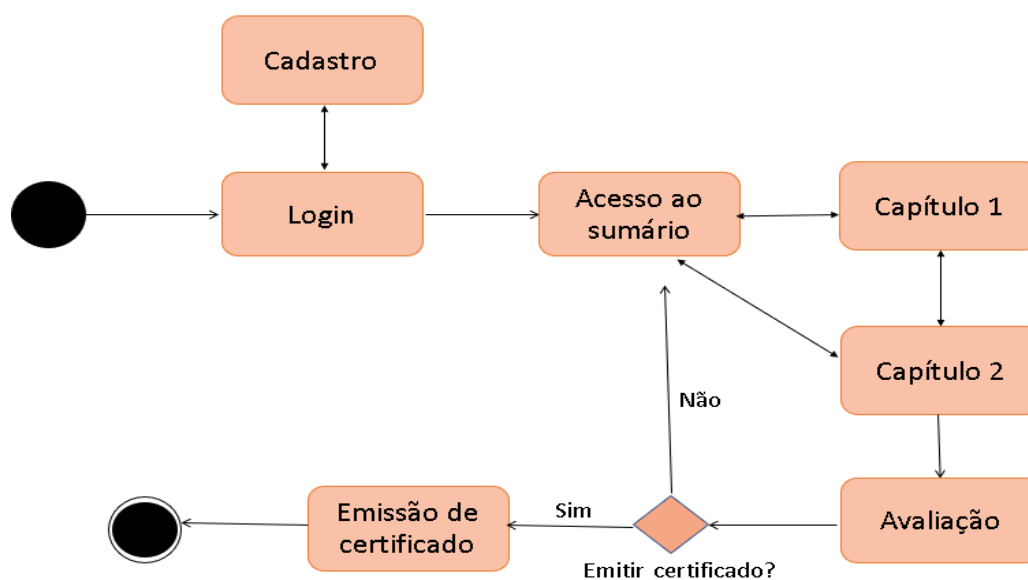 Cadastro
Login
Acesso ao
sumário
Capítulo 1
Capítulo 2
Não
Avaliação
Sim
Emissão de
certificado
Emitir certificado?